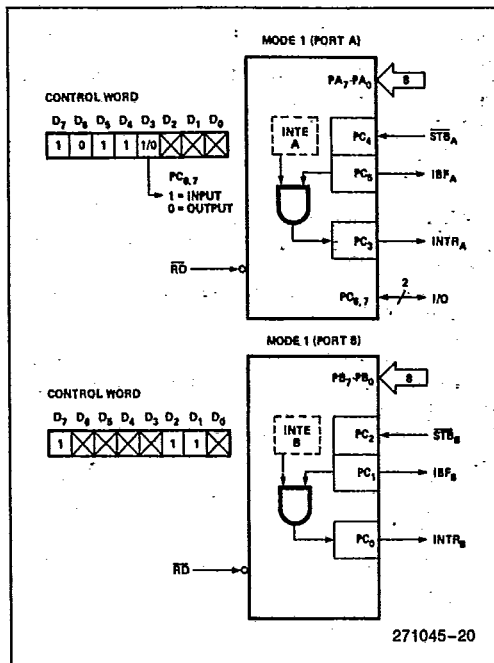 MODE 1 (PORT A)
PA7-PA0
8
CONTROL WORD
D7 D6 D5 D4 D3 D2 D1 D0
1 0 1 1 1/0
PC6,7
1 = INPUT
0 = OUTPUT
INTE
A
PC4
STBA
PC5
IBFA
PC3
INTRA
RD
PC6,7
2
I/O
MODE 1 (PORT B)
PB7-PB0
8
CONTROL WORD
D7 D6 D5 D4 D3 D2 D1 D0
1 1 1
INTE
B
PC2
STBB
PC1
IBFB
PC0
INTRB
RD
271045-20